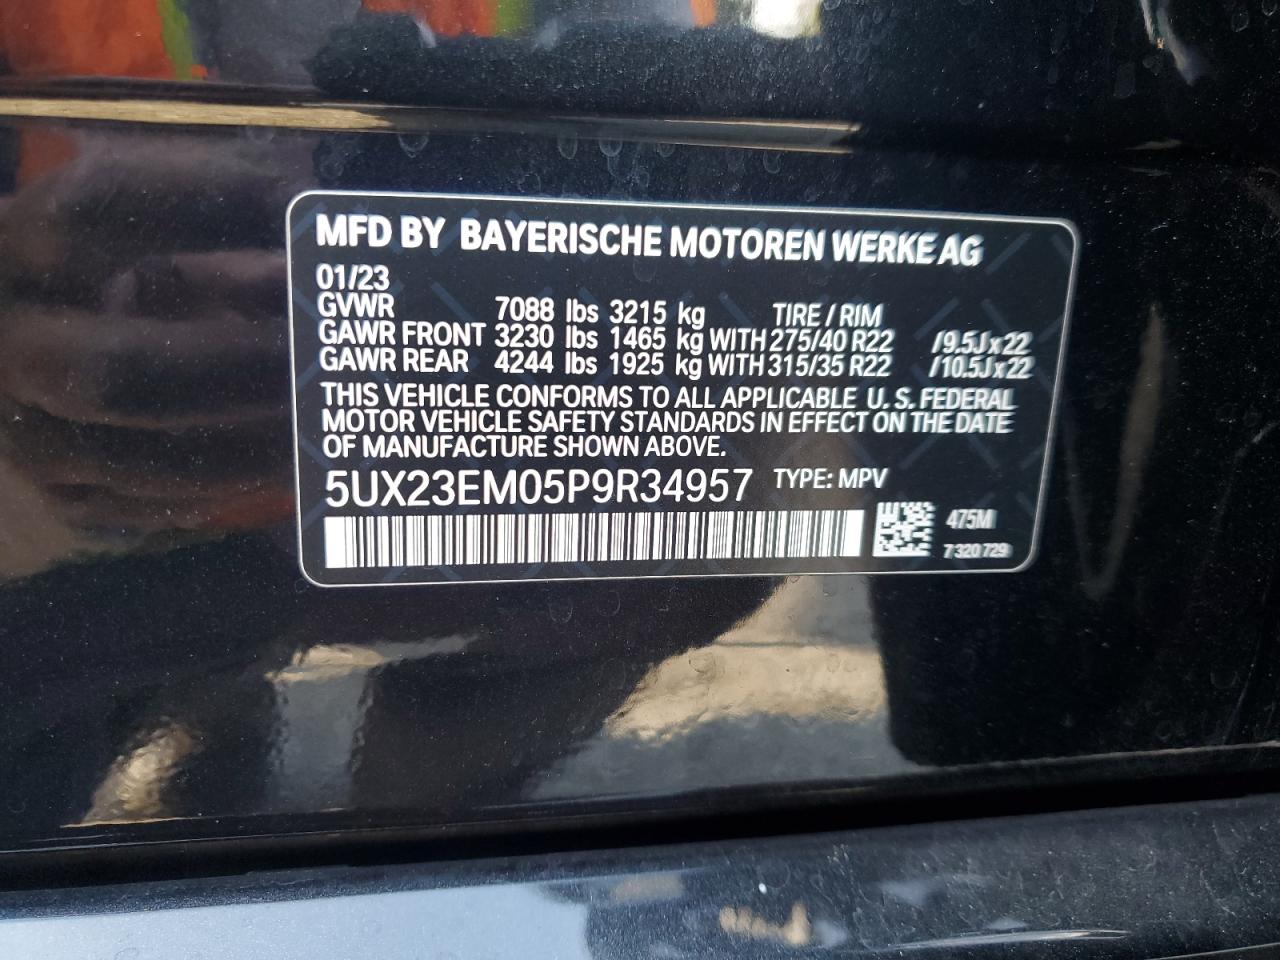 MFD BY BAYERISCHE MOTOREN WERKE AG
01/23
GVWR 7088 lbs 3215 kg TIRE / RIM
GAWR FRONT 3230 lbs 1465 kg WITH 275/40 R22 /9.5J x 22
GAWR REAR 4244 lbs 1925 kg WITH 315/35 R22 /10.5J x 22
THIS VEHICLE CONFORMS TO ALL APPLICABLE U. S. FEDERAL
MOTOR VEHICLE SAFETY STANDARDS IN EFFECT ON THE DATE
OF MANUFACTURE SHOWN ABOVE.
5UX23EM05P9R34957 TYPE: MPV
475M
7 320 729